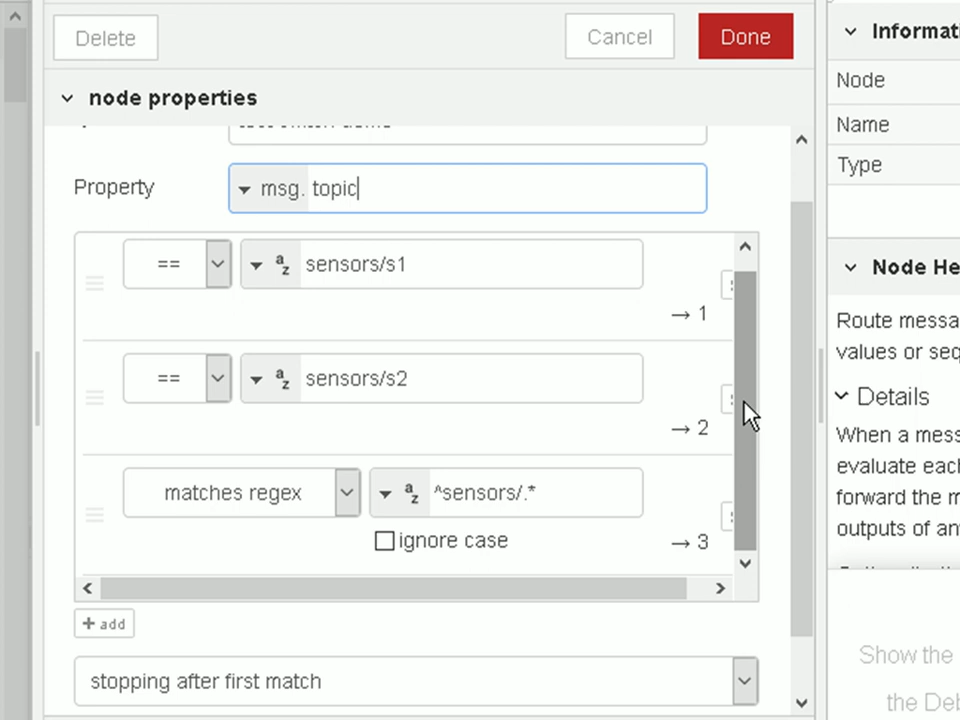 Delete
Cancel
Done
node properties
Property
msg. topic
== sensors/s1
→ 1
== sensors/s2
→ 2
matches regex ^sensors/.*
ignore case
→ 3
+ add
stopping after first match
Informati
Node
Name
Type
Node He
Route messa
values or seq
Details
When a mess
evaluate each
forward the m
outputs of an
Show the
the Deb